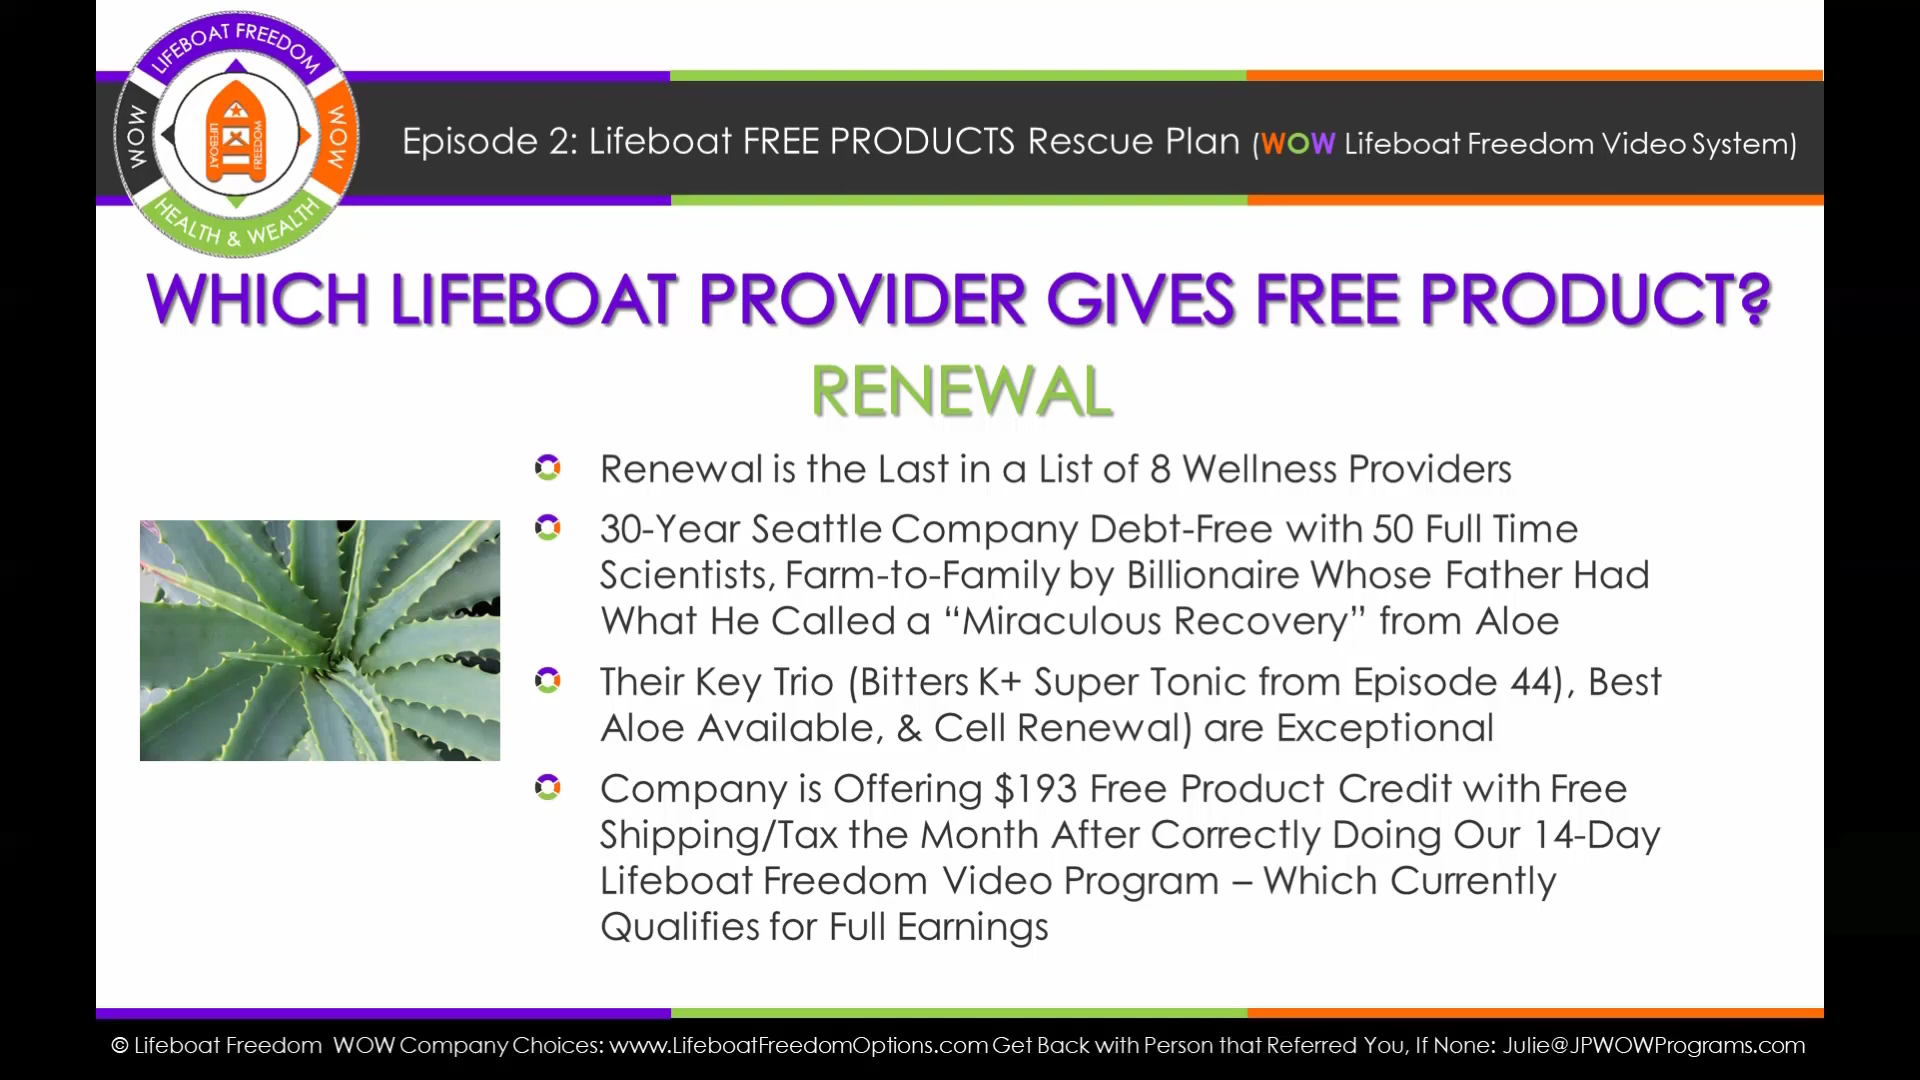 LIFEBOAT FREEDOM
WOW
WOW
HEALTH & WEALTH
LIFEBOAT
FREEDOM
Episode 2: Lifeboat FREE PRODUCTS Rescue Plan (WOW Lifeboat Freedom Video System)
WHICH LIFEBOAT PROVIDER GIVES FREE PRODUCT?
RENEWAL
Renewal is the Last in a List of 8 Wellness Providers
30-Year Seattle Company Debt-Free with 50 Full Time
Scientists, Farm-to-Family by Billionaire Whose Father Had
What He Called a “Miraculous Recovery” from Aloe
Their Key Trio (Bitters K+ Super Tonic from Episode 44), Best
Aloe Available, & Cell Renewal) are Exceptional
Company is Offering $193 Free Product Credit with Free
Shipping/Tax the Month After Correctly Doing Our 14-Day
Lifeboat Freedom Video Program – Which Currently
Qualifies for Full Earnings
© Lifeboat Freedom WOW Company Choices: www.LifeboatFreedomOptions.com Get Back with Person that Referred You, If None: Julie@JPWOWPrograms.com